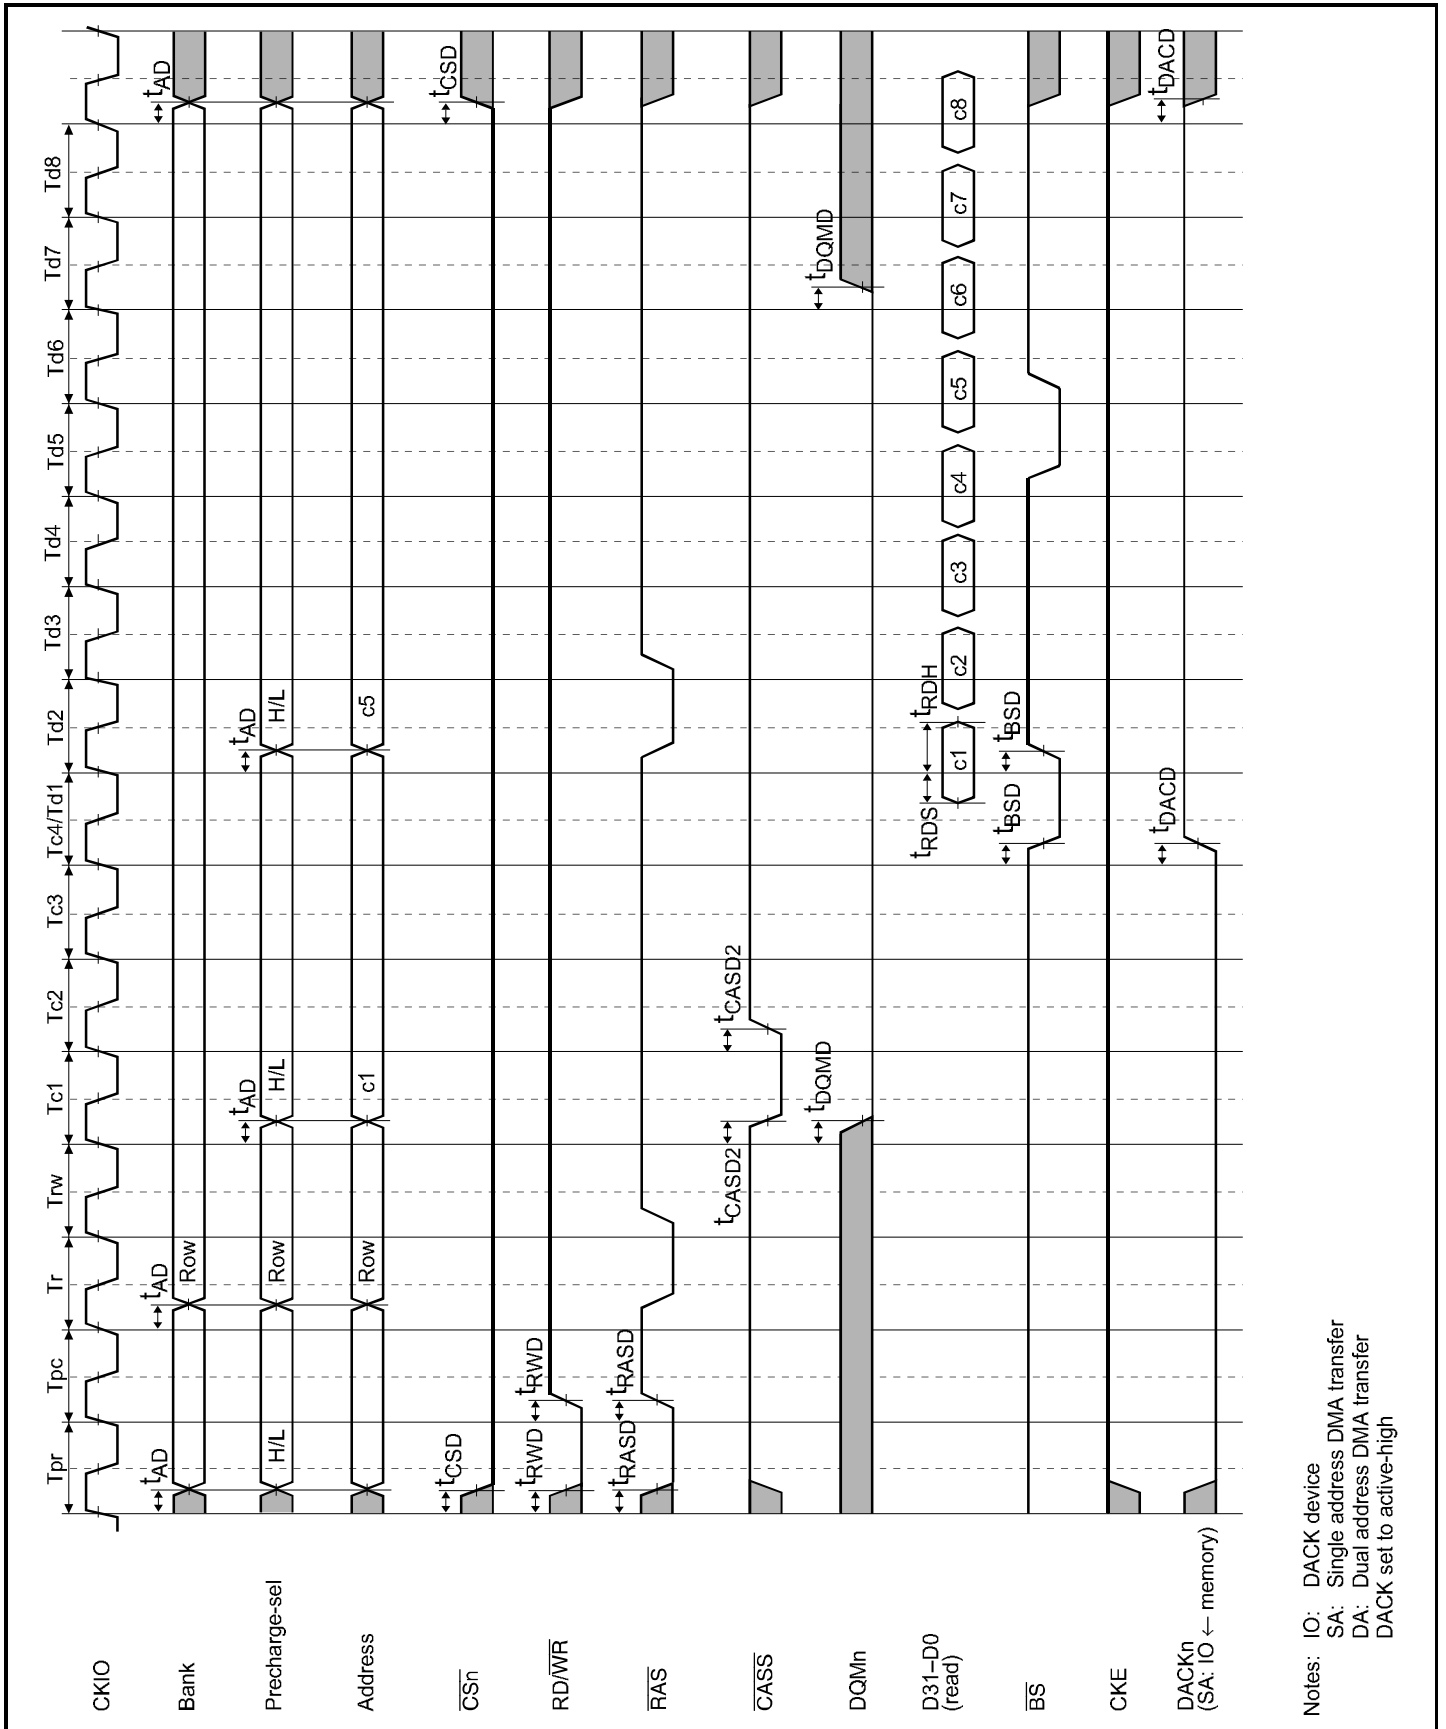 Tpr Tpc Tr Trw Tc1 Tc2 Tc3 Tc4/Td1 Td2 Td3 Td4 Td5 Td6 Td7 Td8
CKIO
tAD tAD tAD
Bank Row
tAD tAD
Precharge-sel H/L Row H/L H/L
Address Row c1 c5
tCSD tCSD
CSn
tRWD tRWD
RD/WR
tRASD tRASD
RAS
tCASD2 tCASD2
CASS
tDQMD tDQMD
DQMn
tRDS tRDH
D31–D0
(read)
c1 c2 c3 c4 c5 c6 c7 c8
tBSD tBSD
BS
CKE
tDACD tDACD
DACKn
(SA: IO ← memory)
Notes: IO: DACK device
SA: Single address DMA transfer
DA: Dual address DMA transfer
DACK set to active-high